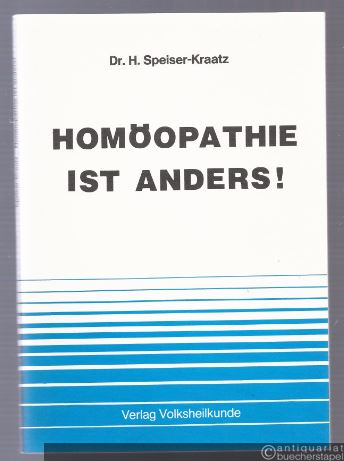 Dr. H. Speiser-Kraatz
HOMÖOPATHIE
IST ANDERS!
Verlag Volksheilkunde
antiquariat
buecherstapel